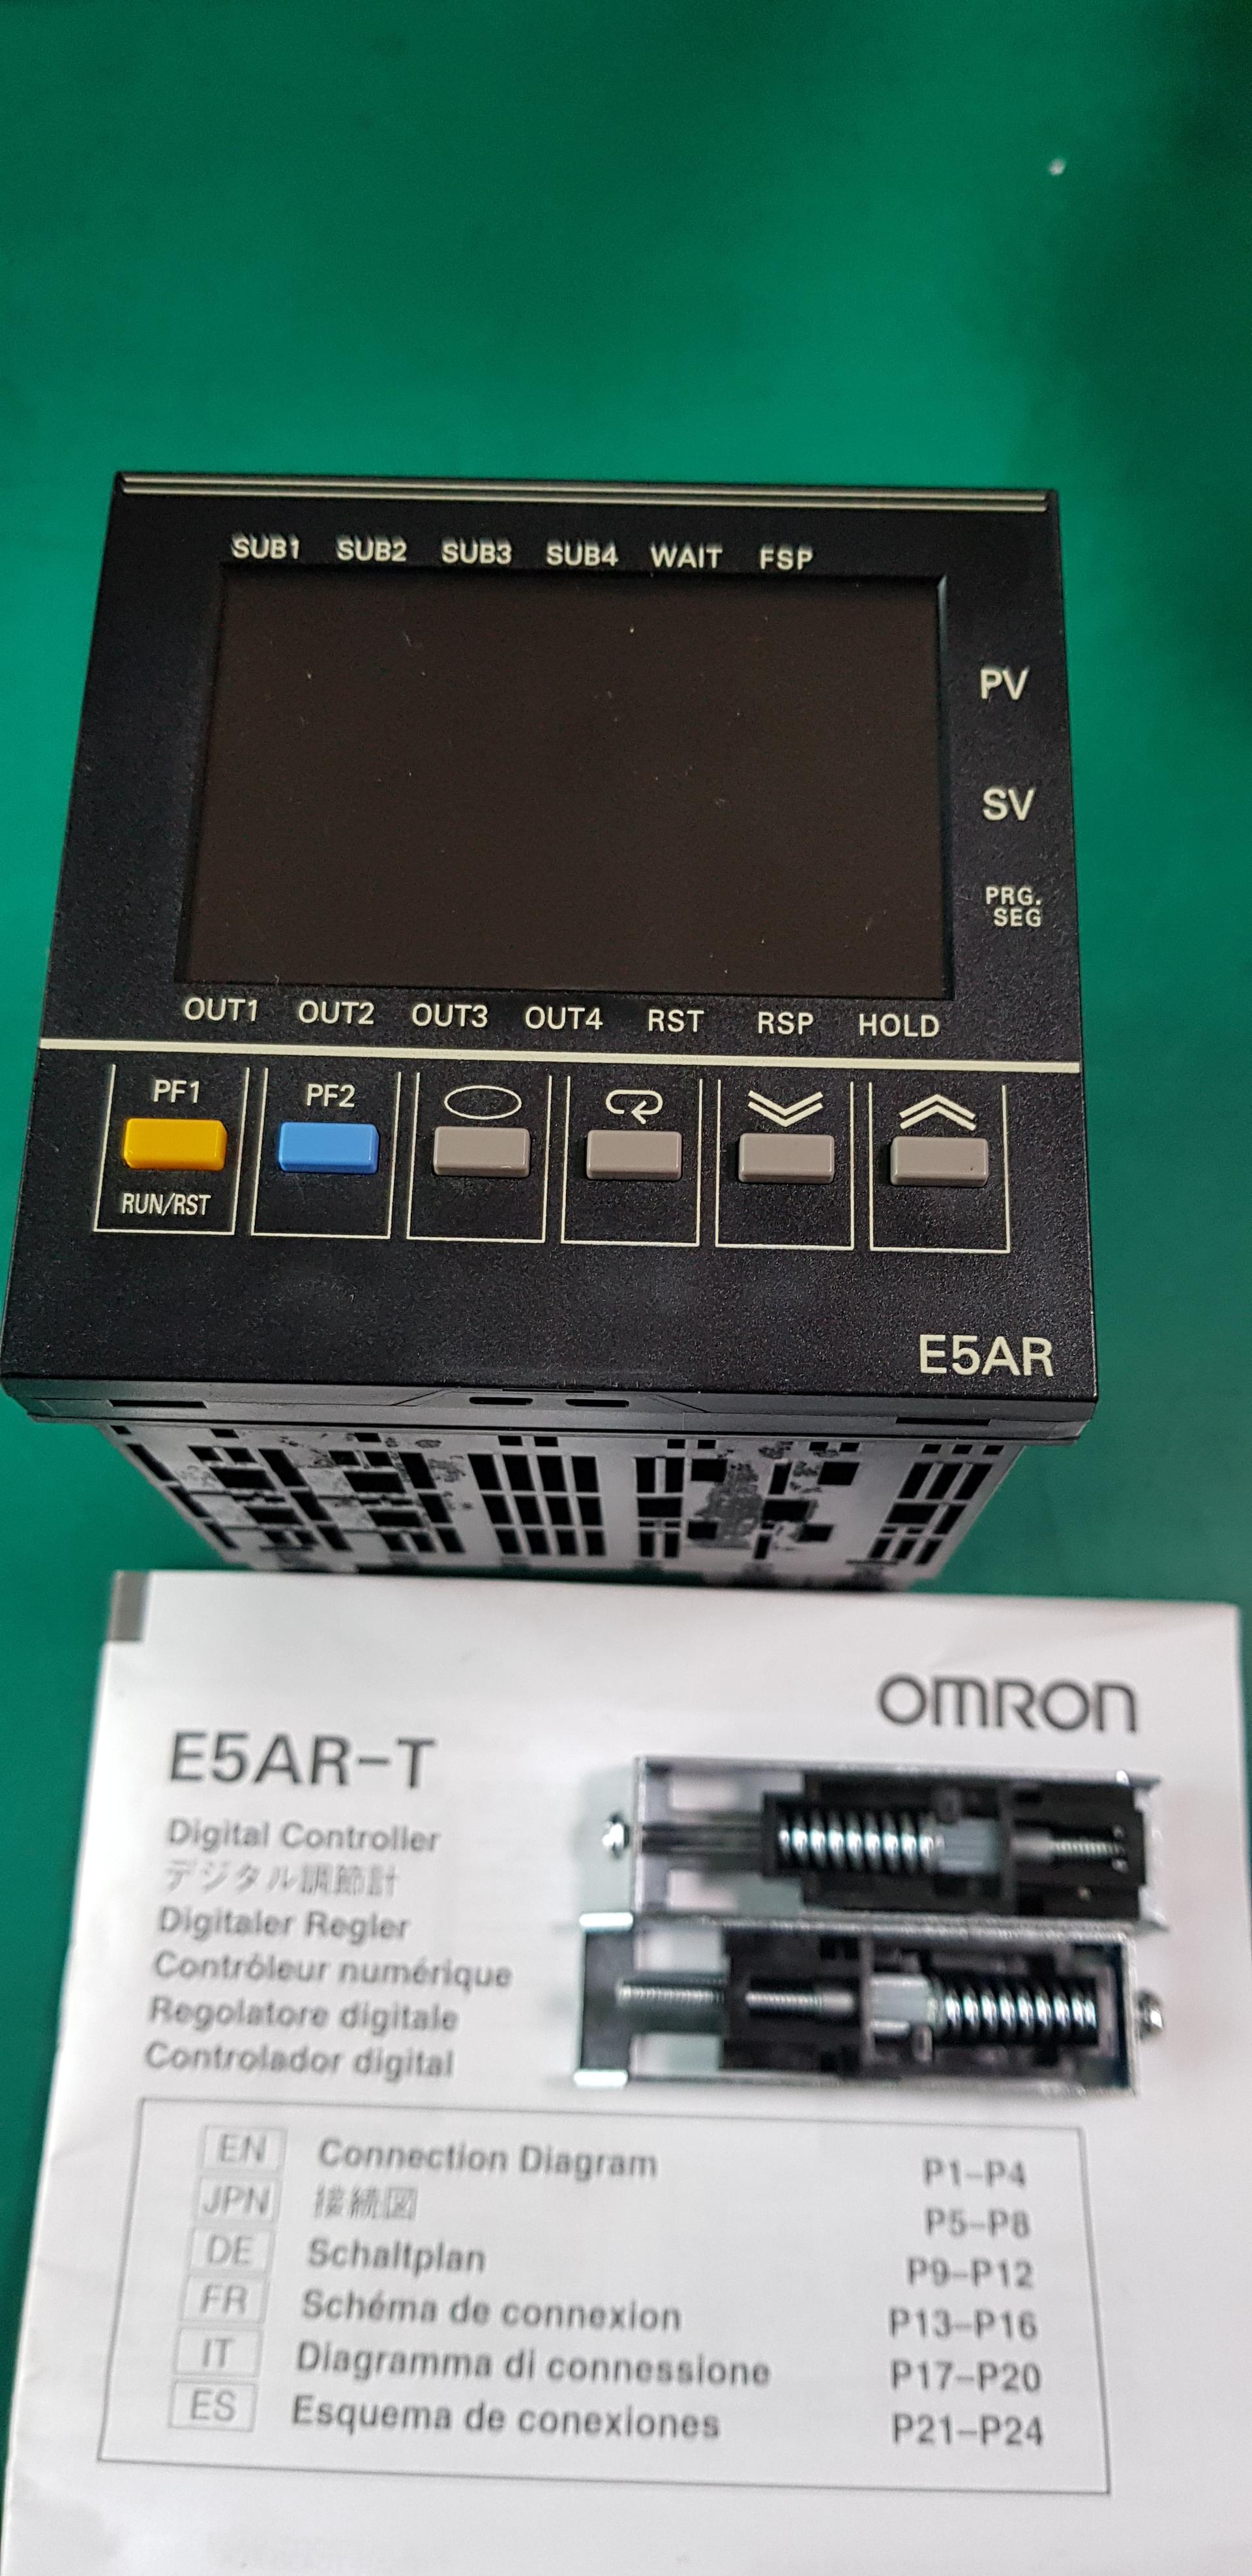 SUB1 SUB2 SUB3 SUB4 WAIT FSP
PV
SV
PRG.
SEG
OUT1 OUT2 OUT3 OUT4 RST RSP HOLD
PF1 PF2
RUN/RST
E5AR
OMRON
E5AR-T
Digital Controller
デジタル調節計
Digitaler Regler
Contrôleur numérique
Regolatore digitale
Controlador digital
EN Connection Diagram P1-P4
JPN 接続図 P5-P8
DE Schaltplan P9-P12
FR Schéma de connexion P13-P16
IT Diagramma di connessione P17-P20
ES Esquema de conexiones P21-P24